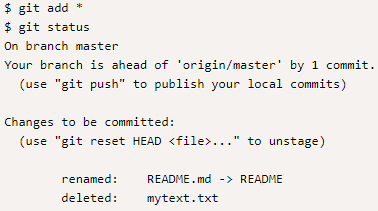 $ git add *
$ git status
On branch master
Your branch is ahead of 'origin/master' by 1 commit.
  (use "git push" to publish your local commits)

Changes to be committed:
  (use "git reset HEAD <file>..." to unstage)

        renamed:    README.md -> README
        deleted:    mytext.txt